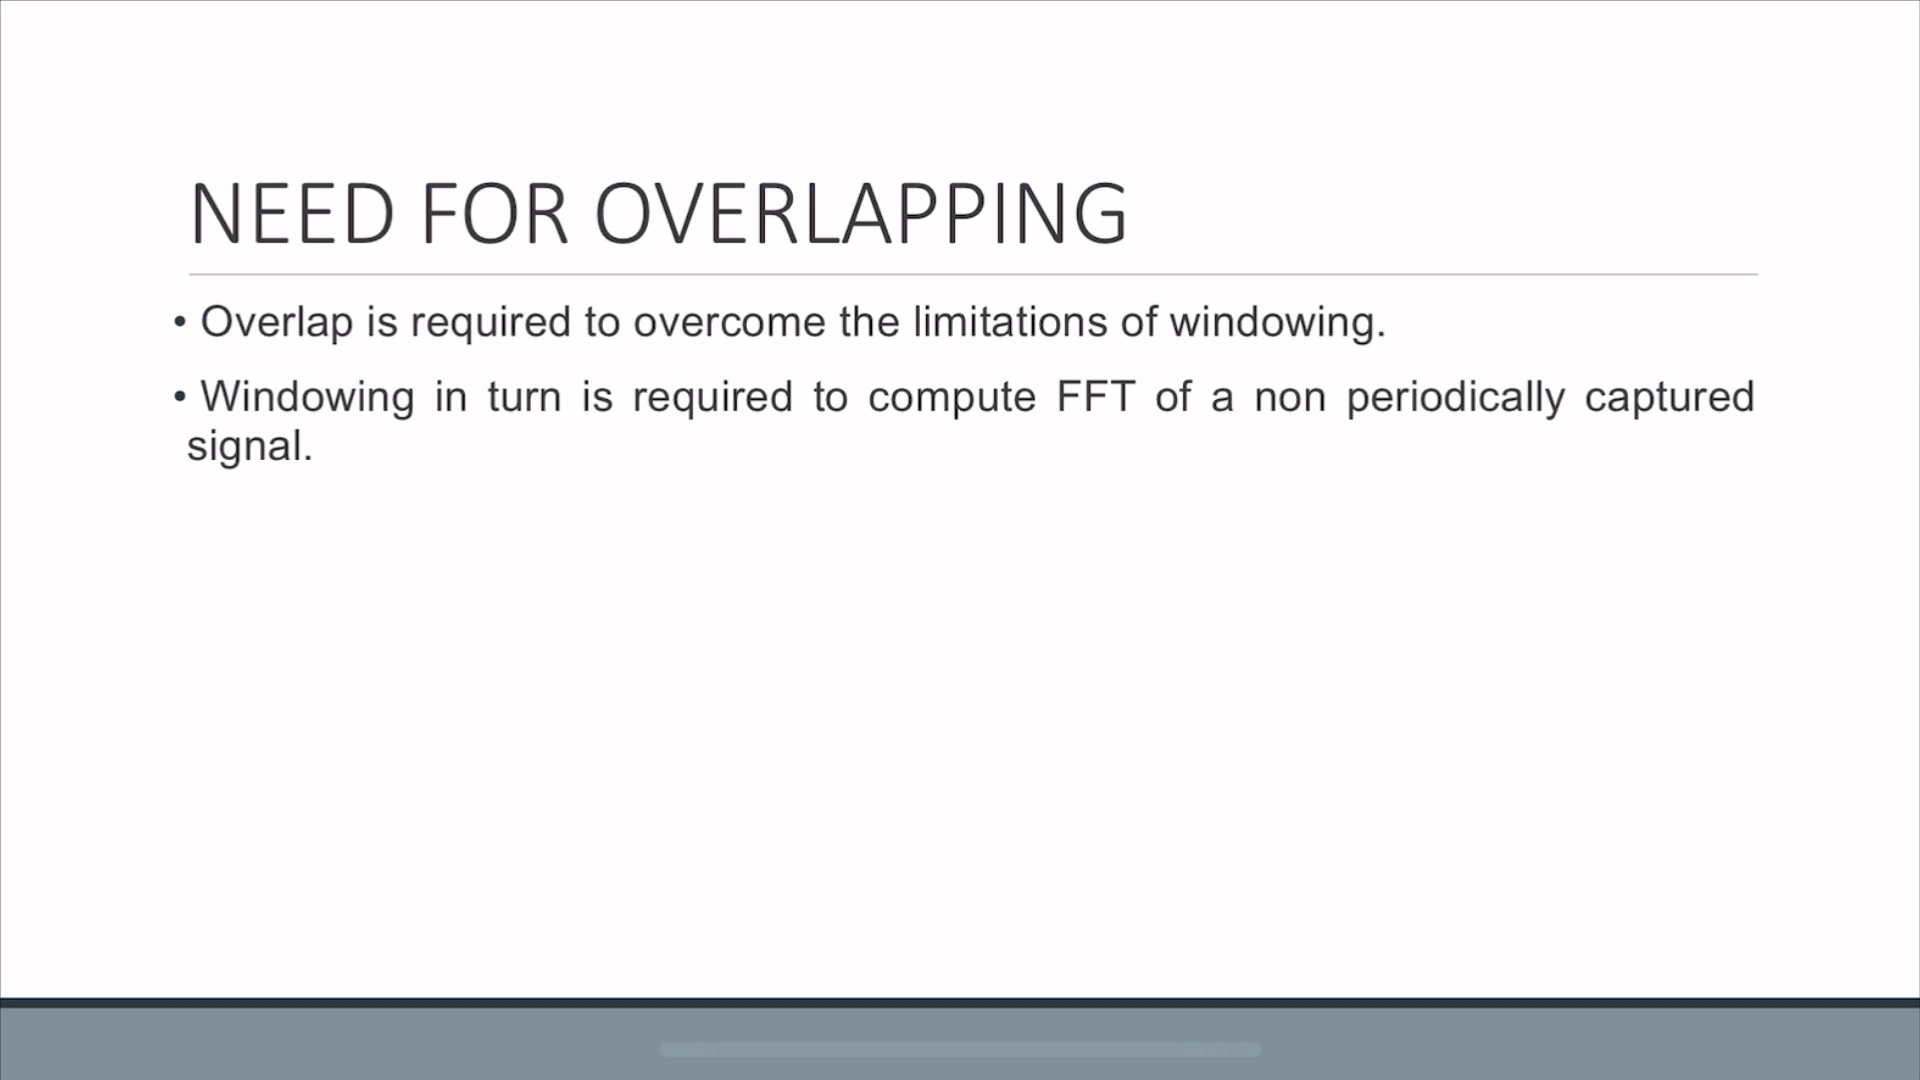 NEED FOR OVERLAPPING
• Overlap is required to overcome the limitations of windowing.
• Windowing in turn is required to compute FFT of a non periodically captured
signal.